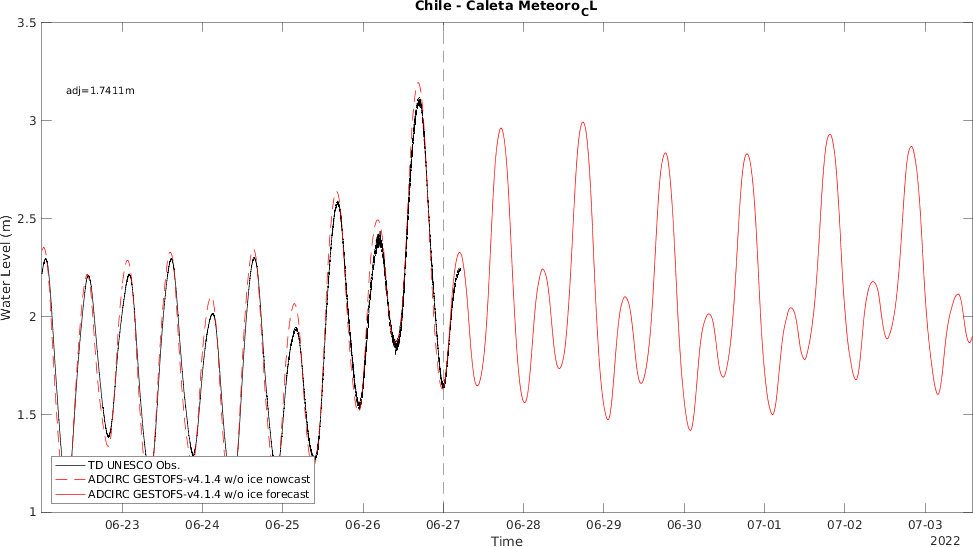 Chile - Caleta Meteoro_CL
adj=1.7411m
3.5
3
2.5
2
1.5
1
Water Level (m)
TD UNESCO Obs.
ADCIRC GESTOFS-v4.1.4 w/o ice nowcast
ADCIRC GESTOFS-v4.1.4 w/o ice forecast
06-23 06-24 06-25 06-26 06-27 06-28 06-29 06-30 07-01 07-02 07-03
Time
2022